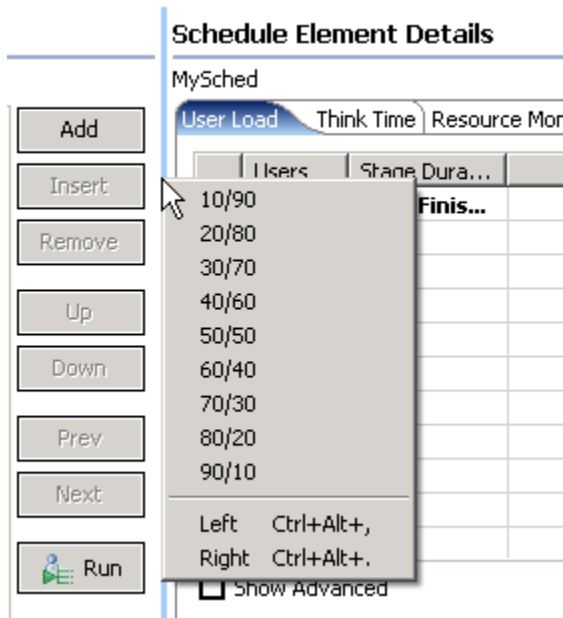 Schedule Element Details
MySched
User Load Think Time Resource Mor
Users Stage Dura...
Finis...
Add
Insert
Remove
Up
Down
Prev
Next
Run
10/90
20/80
30/70
40/60
50/50
60/40
70/30
80/20
90/10
Left Ctrl+Alt+,
Right Ctrl+Alt+.
Show Advanced